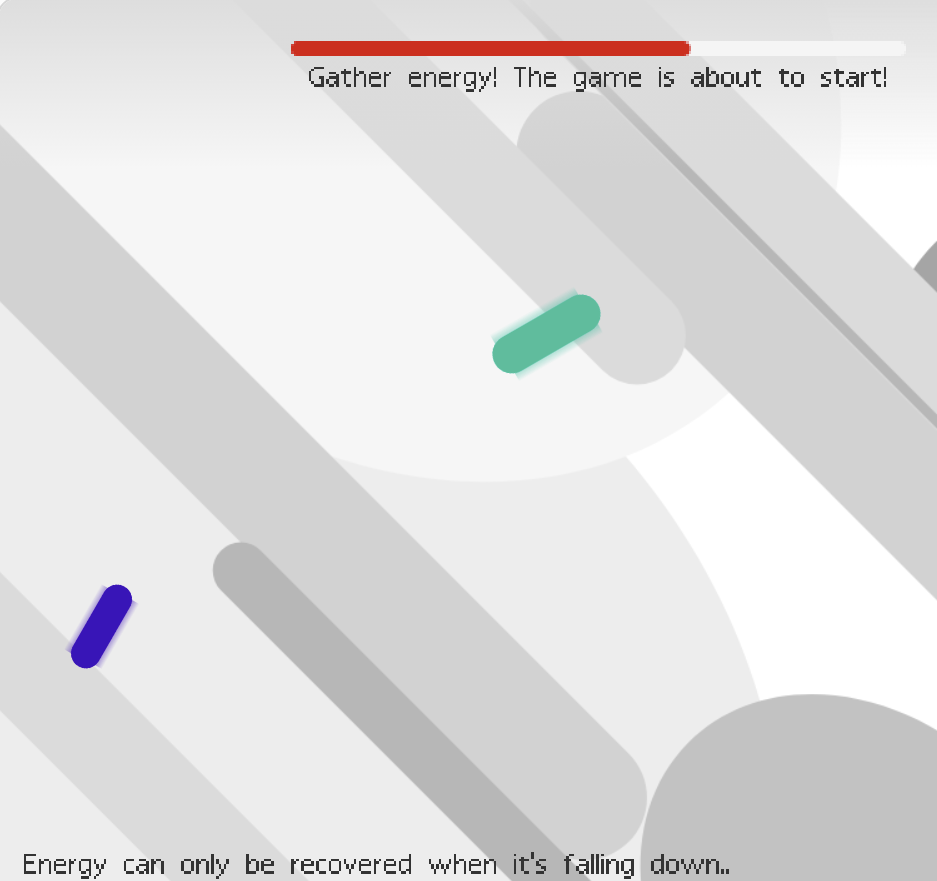 Gather energy! The game is about to start!
Energy can only be recovered when it's falling down..